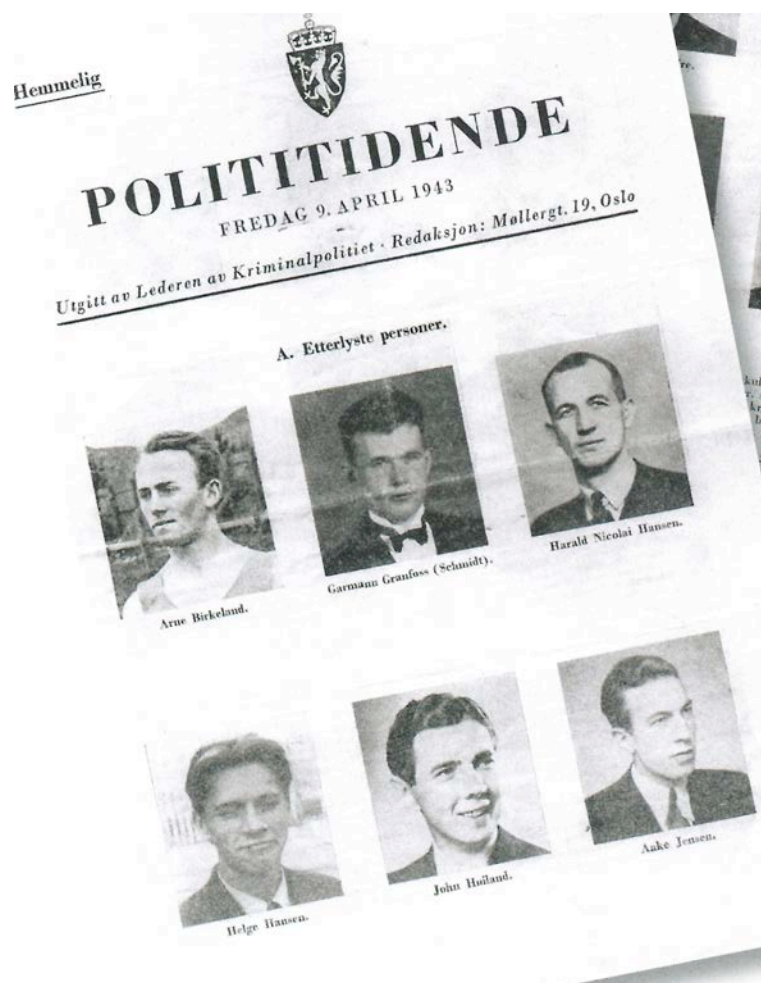 Hemmelig
POLITITIDENDE
FREDAG 9. APRIL 1943
Utgitt av Lederen av Kriminalpolitiet · Redaksjon: Møllergt. 19, Oslo
A. Etterlyste personer.
Arne Birkeland.
Garmann Granfoss (Schmidt).
Harald Nicolai Hansen.
Helge Hansen.
John Høiland.
Aake Jensen.